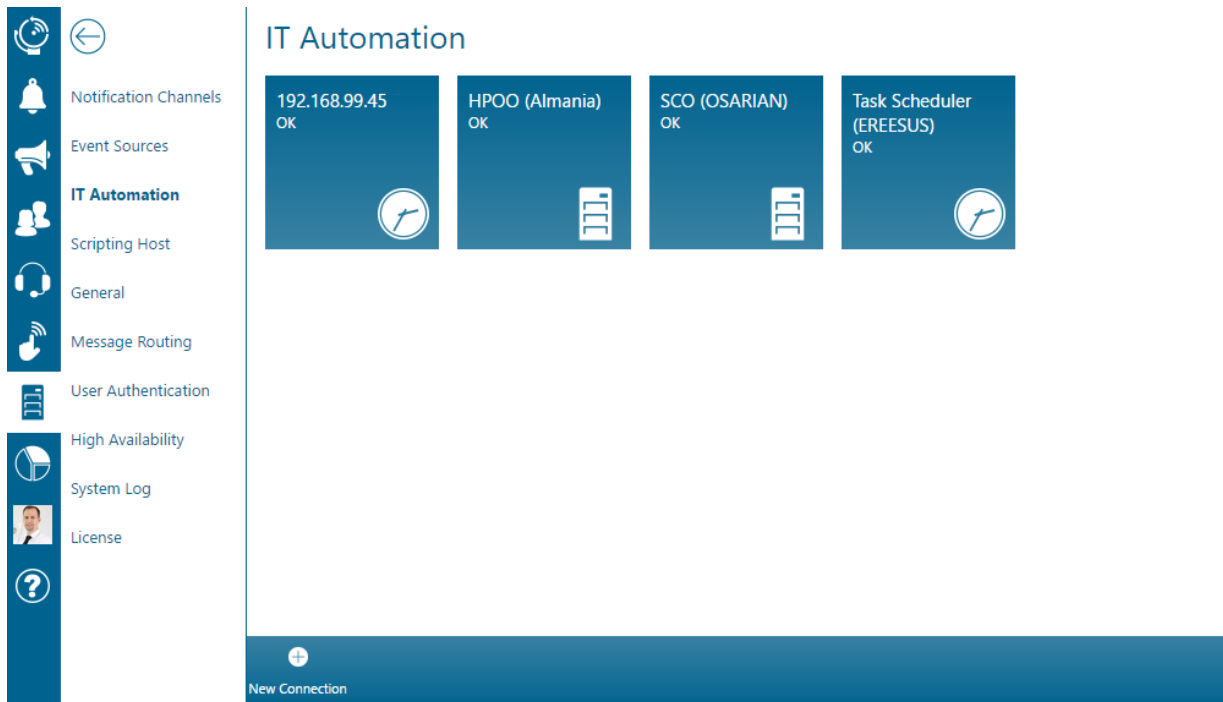 IT Automation
Notification Channels
Event Sources
IT Automation
Scripting Host
General
Message Routing
User Authentication
High Availability
System Log
License
192.168.99.45
OK
HPOO (Almania)
OK
SCO (OSARIAN)
OK
Task Scheduler
(EREESUS)
OK
?
New Connection